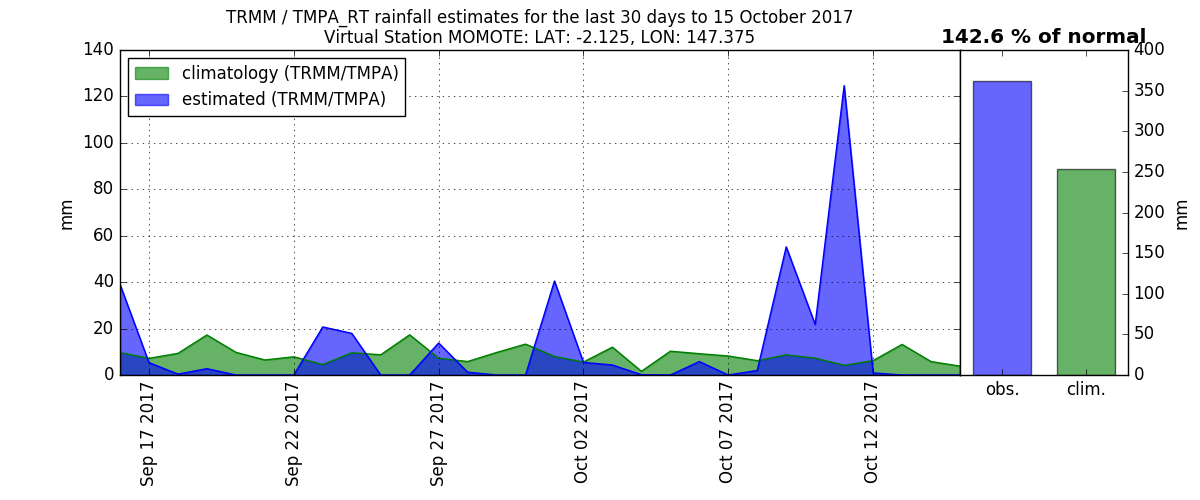 TRMM / TMPA_RT rainfall estimates for the last 30 days to 15 October 2017
Virtual Station MOMOTE: LAT: -2.125, LON: 147.375
142.6 % of normal
climatology (TRMM/TMPA)
estimated (TRMM/TMPA)
140
120
100
80
60
40
20
0
mm
Sep 17 2017
Sep 22 2017
Sep 27 2017
Oct 02 2017
Oct 07 2017
Oct 12 2017
obs.
clim.
400
350
300
250
200
150
100
50
0
mm